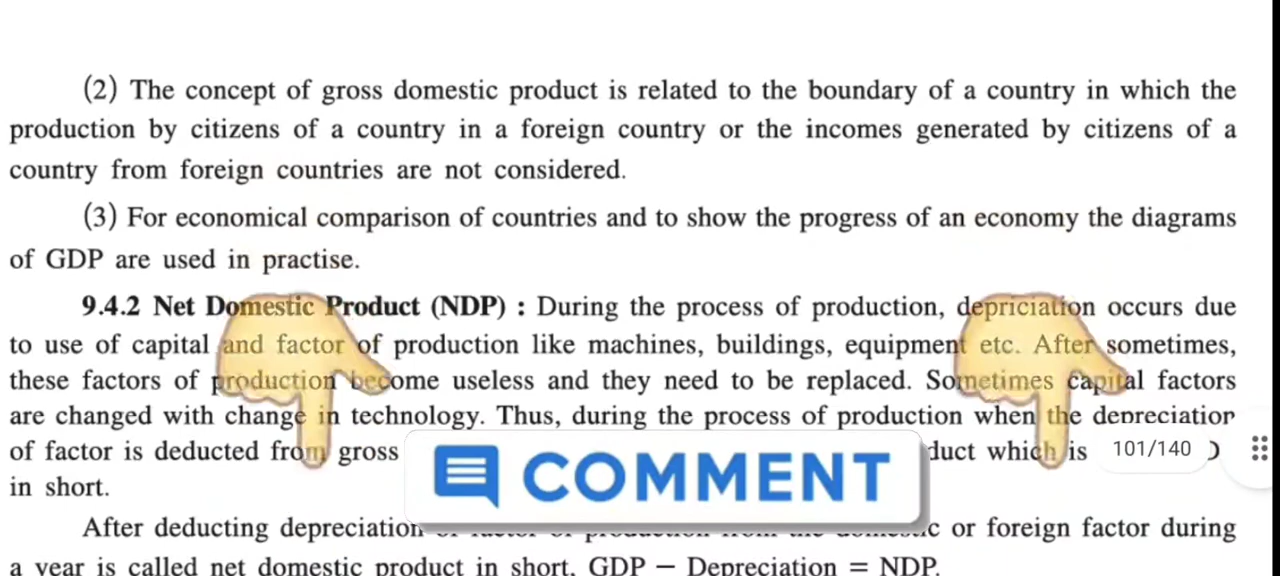 (2) The concept of gross domestic product is related to the boundary of a country in which the
production by citizens of a country in a foreign country or the incomes generated by citizens of a
country from foreign countries are not considered.
(3) For economical comparison of countries and to show the progress of an economy the diagrams
of GDP are used in practise.
9.4.2 Net Domestic Product (NDP) : During the process of production, depriciation occurs due
to use of capital and factor of production like machines, buildings, equipment etc. After sometimes,
these factors of production become useless and they need to be replaced. Sometimes capital factors
are changed with change in technology. Thus, during the process of production when the depreciation
of factor is deducted from gross duct which is 101/140
COMMENT
in short.
After deducting depreciation or foreign factor during
a year is called net domestic product in short. GDP − Depreciation = NDP.